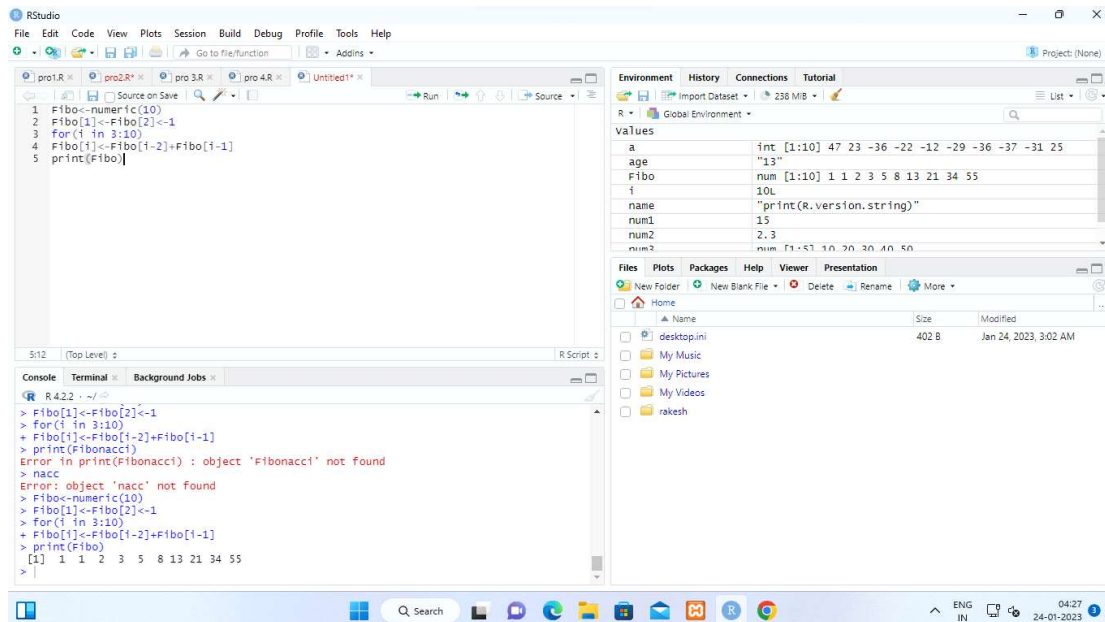 RStudio
File Edit Code View Plots Session Build Debug Profile Tools Help
Go to file/function Addins Project: (None)
pro1.R pro2.R* pro 3.R pro 4.R Untitled1*
Source on Save Run Source
1 Fibo<-numeric(10)
2 Fibo[1]<-Fibo[2]<-1
3 for(i in 3:10)
4 Fibo[i]<-Fibo[i-2]+Fibo[i-1]
5 print(Fibo)
5:12 (Top Level) R Script
Console Terminal Background Jobs
R 4.2.2 · ~/
> Fibo[1]<-Fibo[2]<-1
> for(i in 3:10)
+ Fibo[i]<-Fibo[i-2]+Fibo[i-1]
> print(Fibonacci)
Error in print(Fibonacci) : object 'Fibonacci' not found
> nacc
Error: object 'nacc' not found
> Fibo<-numeric(10)
> Fibo[1]<-Fibo[2]<-1
> for(i in 3:10)
+ Fibo[i]<-Fibo[i-2]+Fibo[i-1]
> print(Fibo)
[1] 1 1 2 3 5 8 13 21 34 55
>
Environment History Connections Tutorial
Import Dataset 238 MiB List
R Global Environment
Values
a int [1:10] 47 23 -36 -22 -12 -29 -36 -37 -31 25
age "13"
Fibo num [1:10] 1 1 2 3 5 8 13 21 34 55
i 10L
name "print(R.version.string)"
num1 15
num2 2.3
num3 num [1:5] 10 20 30 40 50
Files Plots Packages Help Viewer Presentation
New Folder New Blank File Delete Rename More
Home
Name Size Modified
desktop.ini 402 B Jan 24, 2023, 3:02 AM
My Music
My Pictures
My Videos
rakesh
Search
ENG
IN
04:27
24-01-2023
3